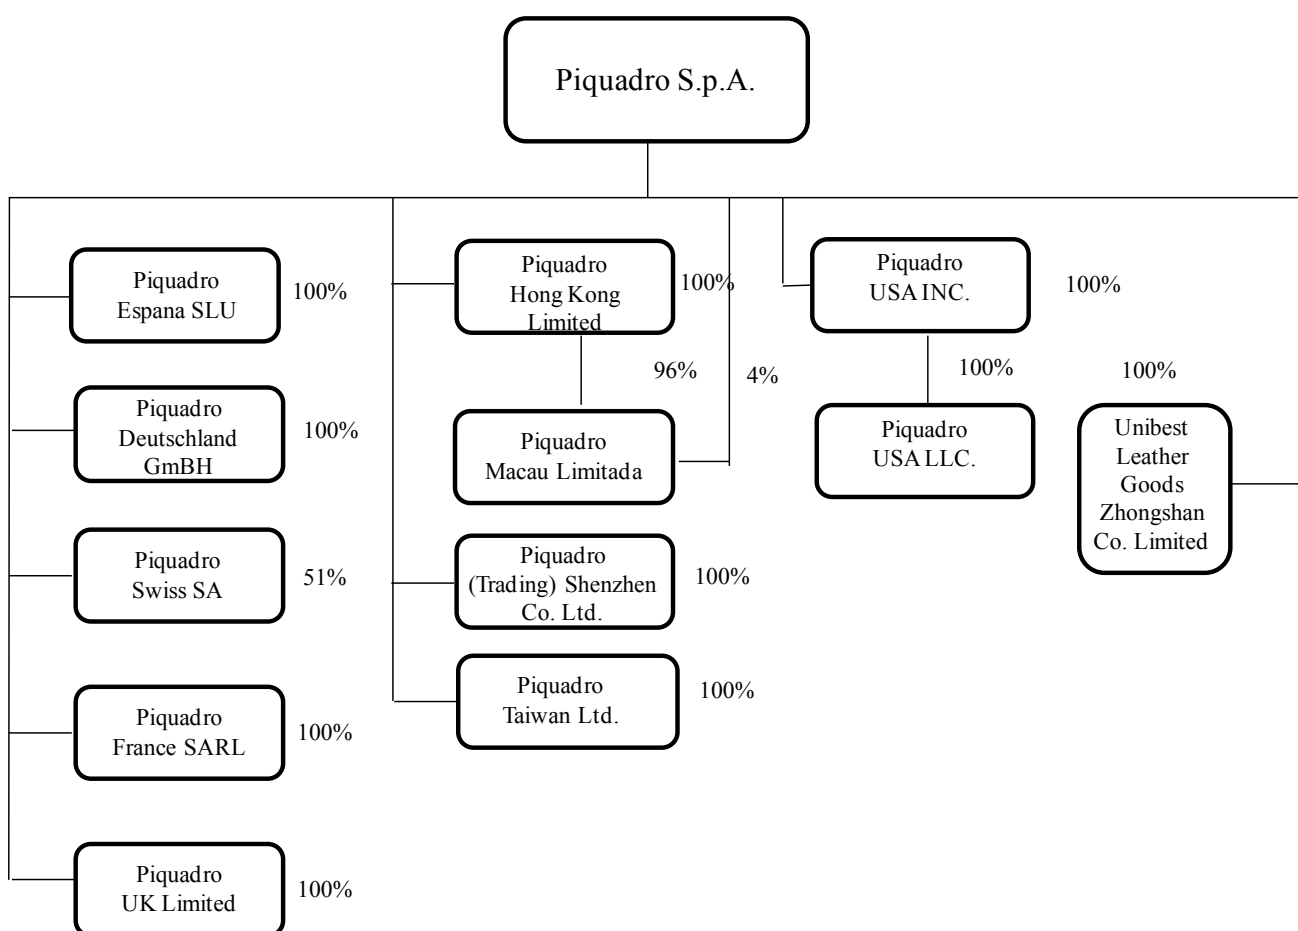 Piquadro S.p.A.
Piquadro
Espana SLU
100%
Piquadro
Deutschland
GmBH
100%
Piquadro
Swiss SA
51%
Piquadro
France SARL
100%
Piquadro
UK Limited
100%
Piquadro
Hong Kong
Limited
100%
96%
4%
Piquadro
Macau Limitada
Piquadro
(Trading) Shenzhen
Co. Ltd.
100%
Piquadro
Taiwan Ltd.
100%
Piquadro
USA INC.
100%
100%
Piquadro
USA LLC.
100%
Unibest
Leather
Goods
Zhongshan
Co. Limited